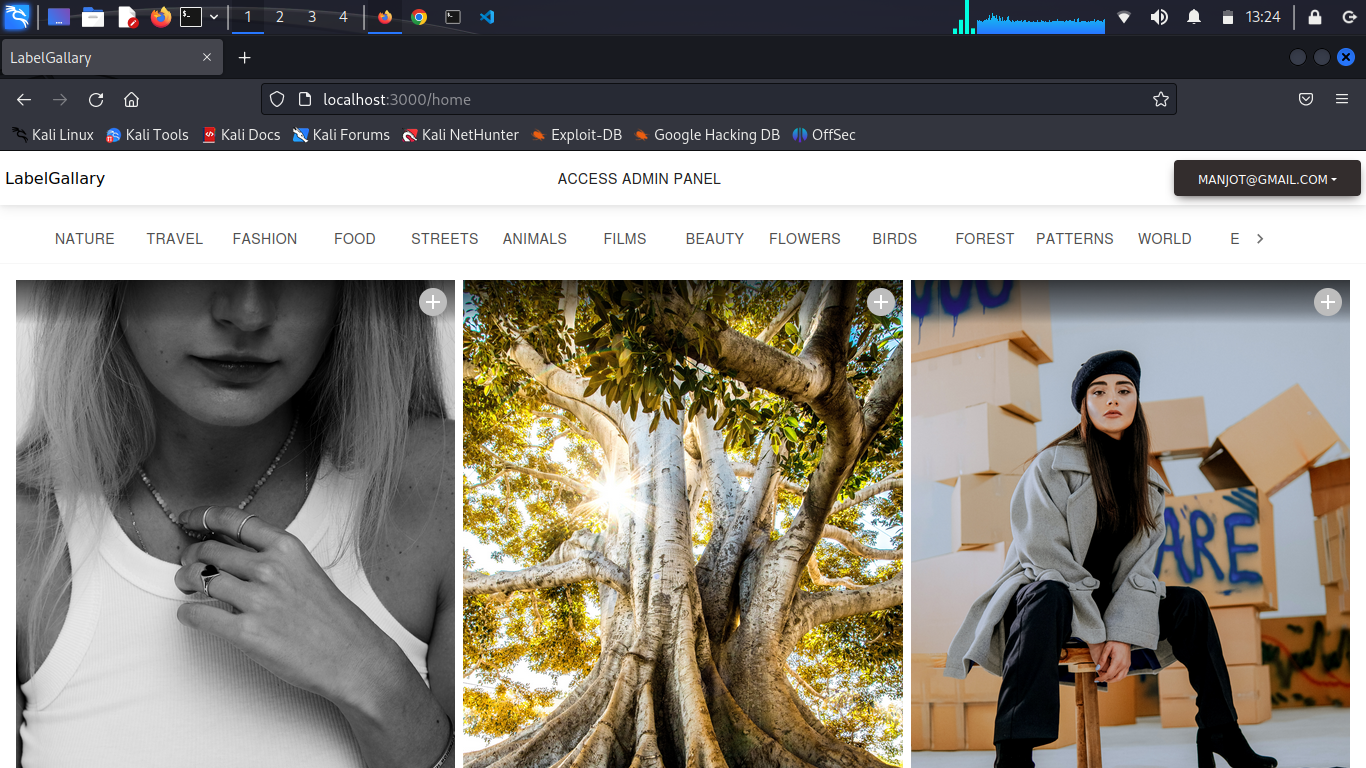 1 2 3 4 13:24
LabelGallary
localhost:3000/home
Kali Linux Kali Tools Kali Docs Kali Forums Kali NetHunter Exploit-DB Google Hacking DB OffSec
LabelGallary ACCESS ADMIN PANEL MANJOT@GMAIL.COM
NATURE TRAVEL FASHION FOOD STREETS ANIMALS FILMS BEAUTY FLOWERS BIRDS FOREST PATTERNS WORLD E
ARE